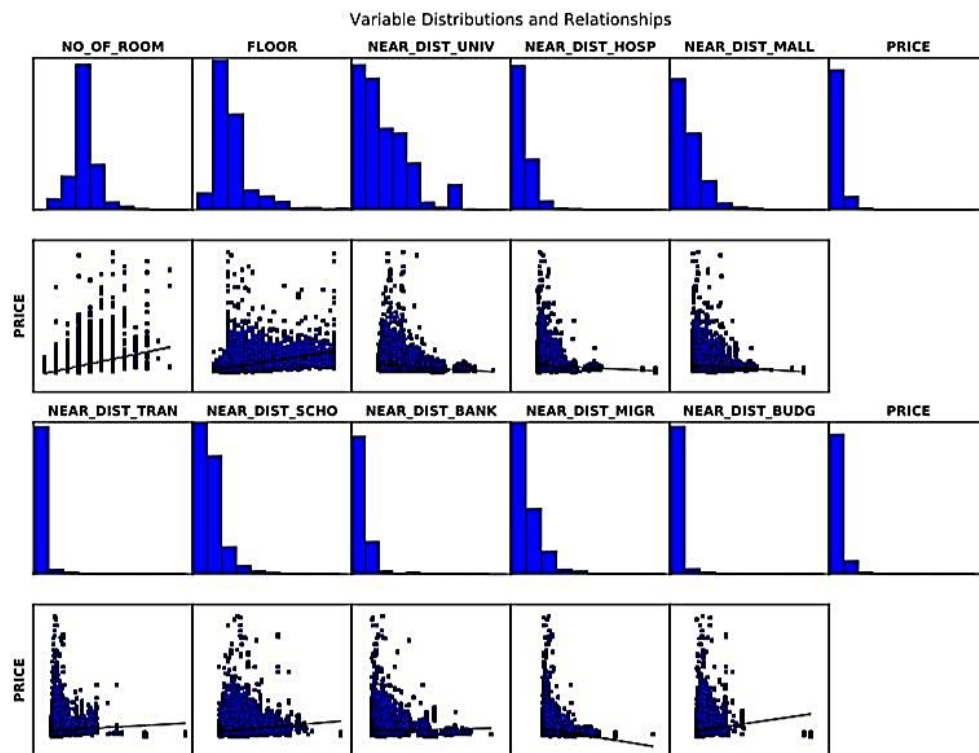 Variable Distributions and Relationships
NO_OF_ROOM FLOOR NEAR_DIST_UNIV NEAR_DIST_HOSP NEAR_DIST_MALL PRICE
PRICE
NEAR_DIST_TRAN NEAR_DIST_SCHO NEAR_DIST_BANK NEAR_DIST_MIGR NEAR_DIST_BUDG PRICE
PRICE